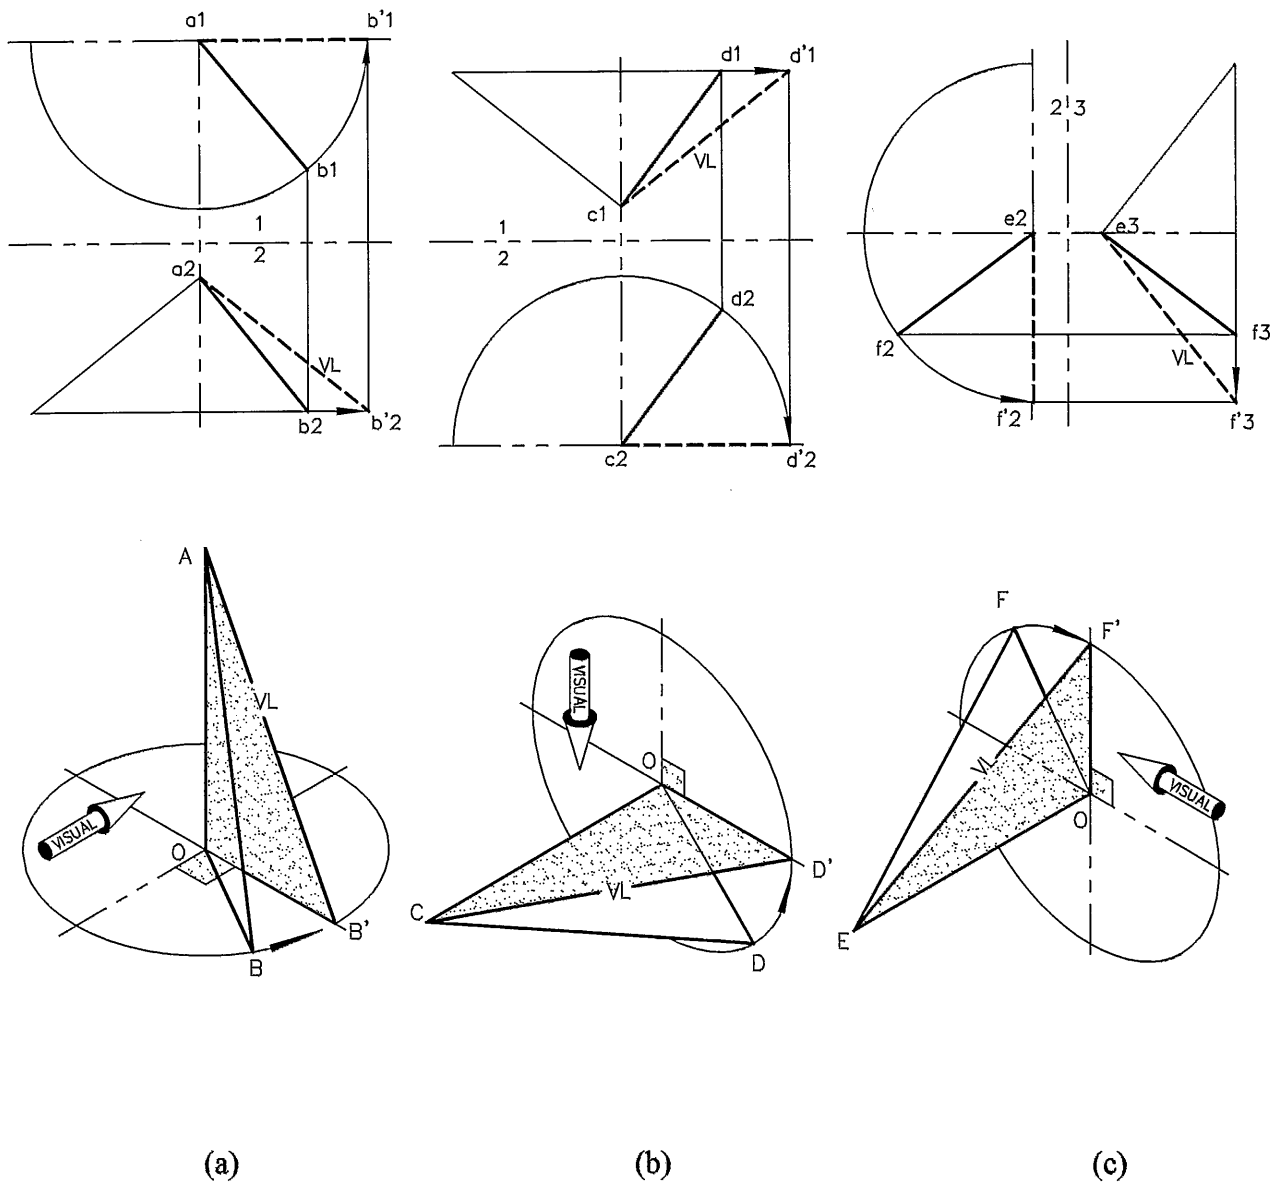 a1 b'1
b1
1
2
a2
VL
b2 b'2
d1 d'1
VL
c1
1
2
d2
c2 d'2
2 3
e2 e3
f2 f3
VL
f'2 f'3
A
VL
VISUAL
O
B B'
VISUAL
O
D'
VL
C
D
F F'
VL
VISUAL
O
E
(a) (b) (c)